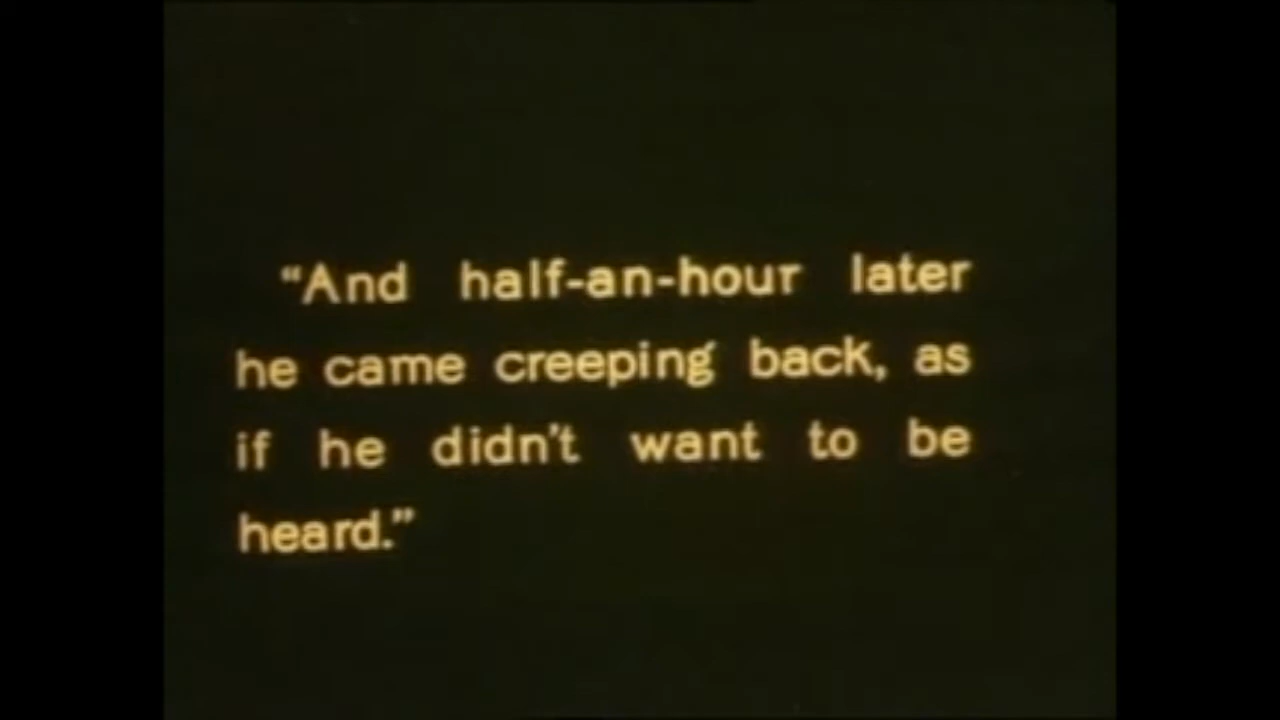 “And half-an-hour later
he came creeping back, as
if he didn't want to be
heard.”